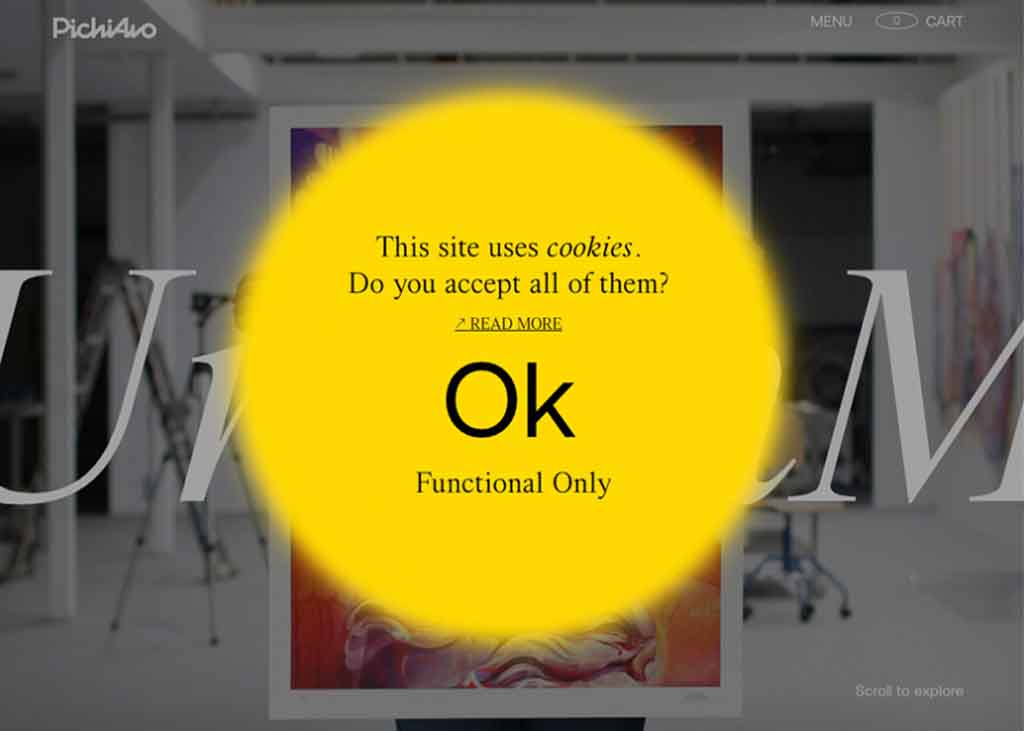 PichiAvo
MENU 0 CART
This site uses cookies.
Do you accept all of them?
↗ READ MORE
Ok
Functional Only
Scroll to explore